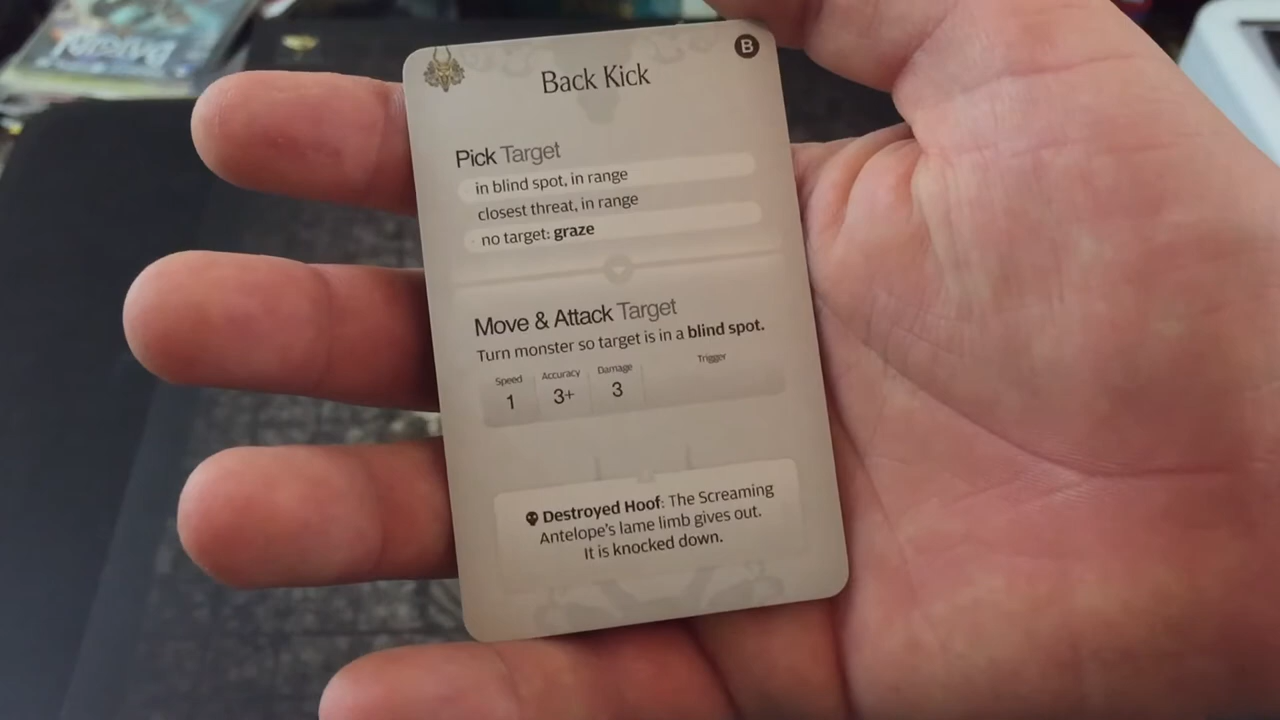 B
Back Kick
Pick Target
in blind spot, in range
closest threat, in range
no target: graze
Move & Attack Target
Turn monster so target is in a blind spot.
Speed Accuracy Damage Trigger
1 3+ 3
Destroyed Hoof: The Screaming
Antelope's lame limb gives out.
It is knocked down.